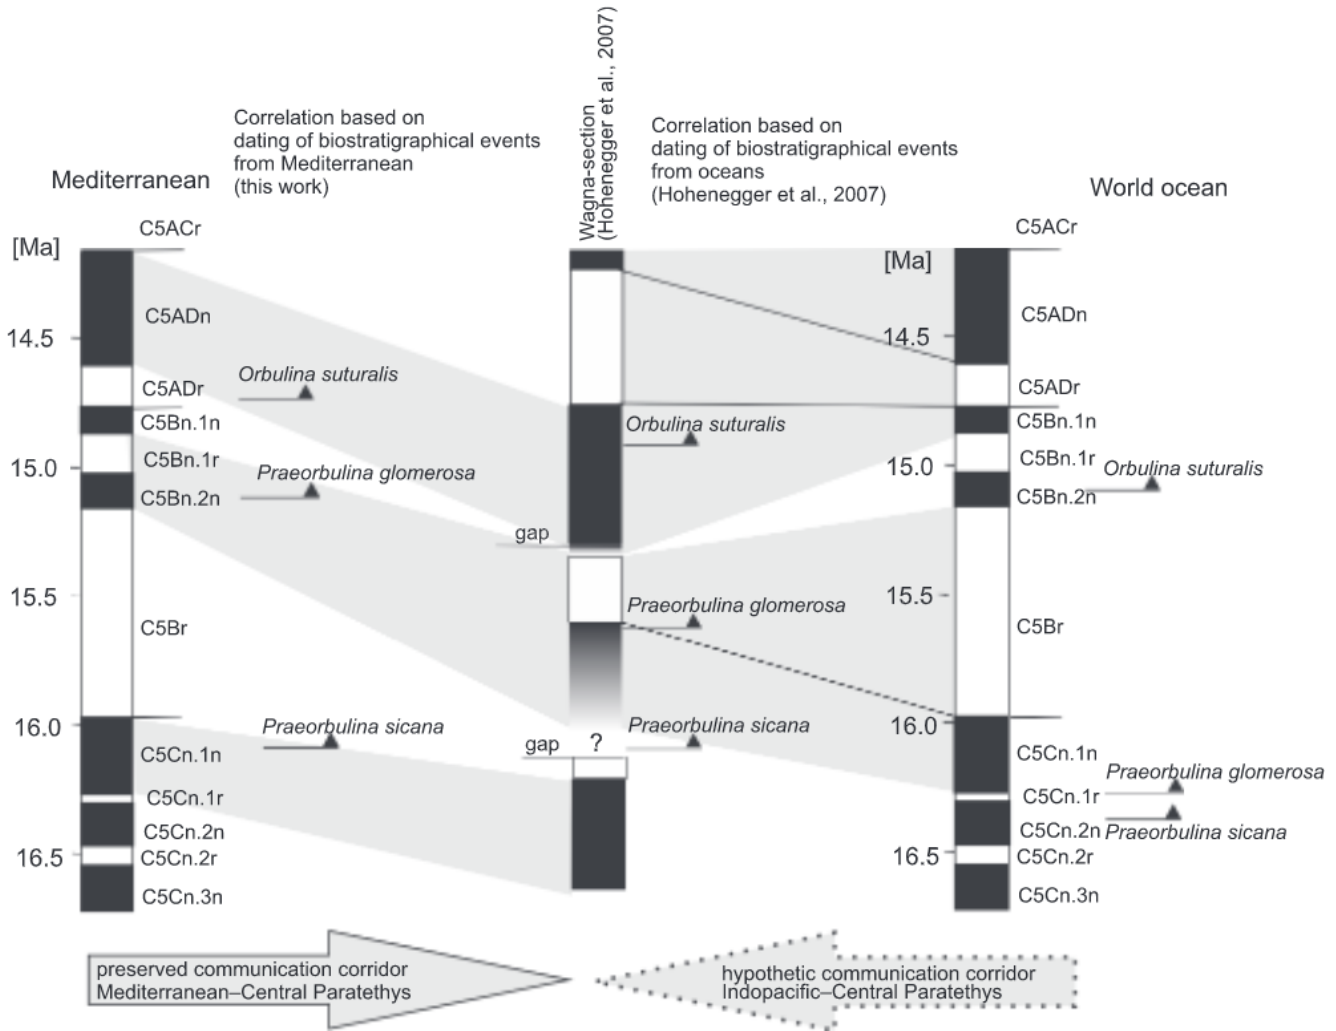 Wagna-section
(Hohenegger et al., 2007)
Correlation based on
dating of biostratigraphical events
from Mediterranean
(this work)
Correlation based on
dating of biostratigraphical events
from oceans
(Hohenegger et al., 2007)
Mediterranean
World ocean
[Ma]
C5ACr
C5ADn
14.5
C5ADr
C5Bn.1n
C5Bn.1r
15.0
C5Bn.2n
15.5
C5Br
16.0
C5Cn.1n
C5Cn.1r
C5Cn.2n
16.5
C5Cn.2r
C5Cn.3n
Orbulina suturalis
Praeorbulina glomerosa
gap
Praeorbulina sicana
gap
?
Orbulina suturalis
Praeorbulina glomerosa
Praeorbulina sicana
[Ma]
C5ACr
C5ADn
14.5
C5ADr
C5Bn.1n
C5Bn.1r
15.0
Orbulina suturalis
C5Bn.2n
15.5
C5Br
16.0
C5Cn.1n
Praeorbulina glomerosa
C5Cn.1r
C5Cn.2n
Praeorbulina sicana
16.5
C5Cn.2r
C5Cn.3n
preserved communication corridor
Mediterranean–Central Paratethys
hypothetic communication corridor
Indopacific–Central Paratethys